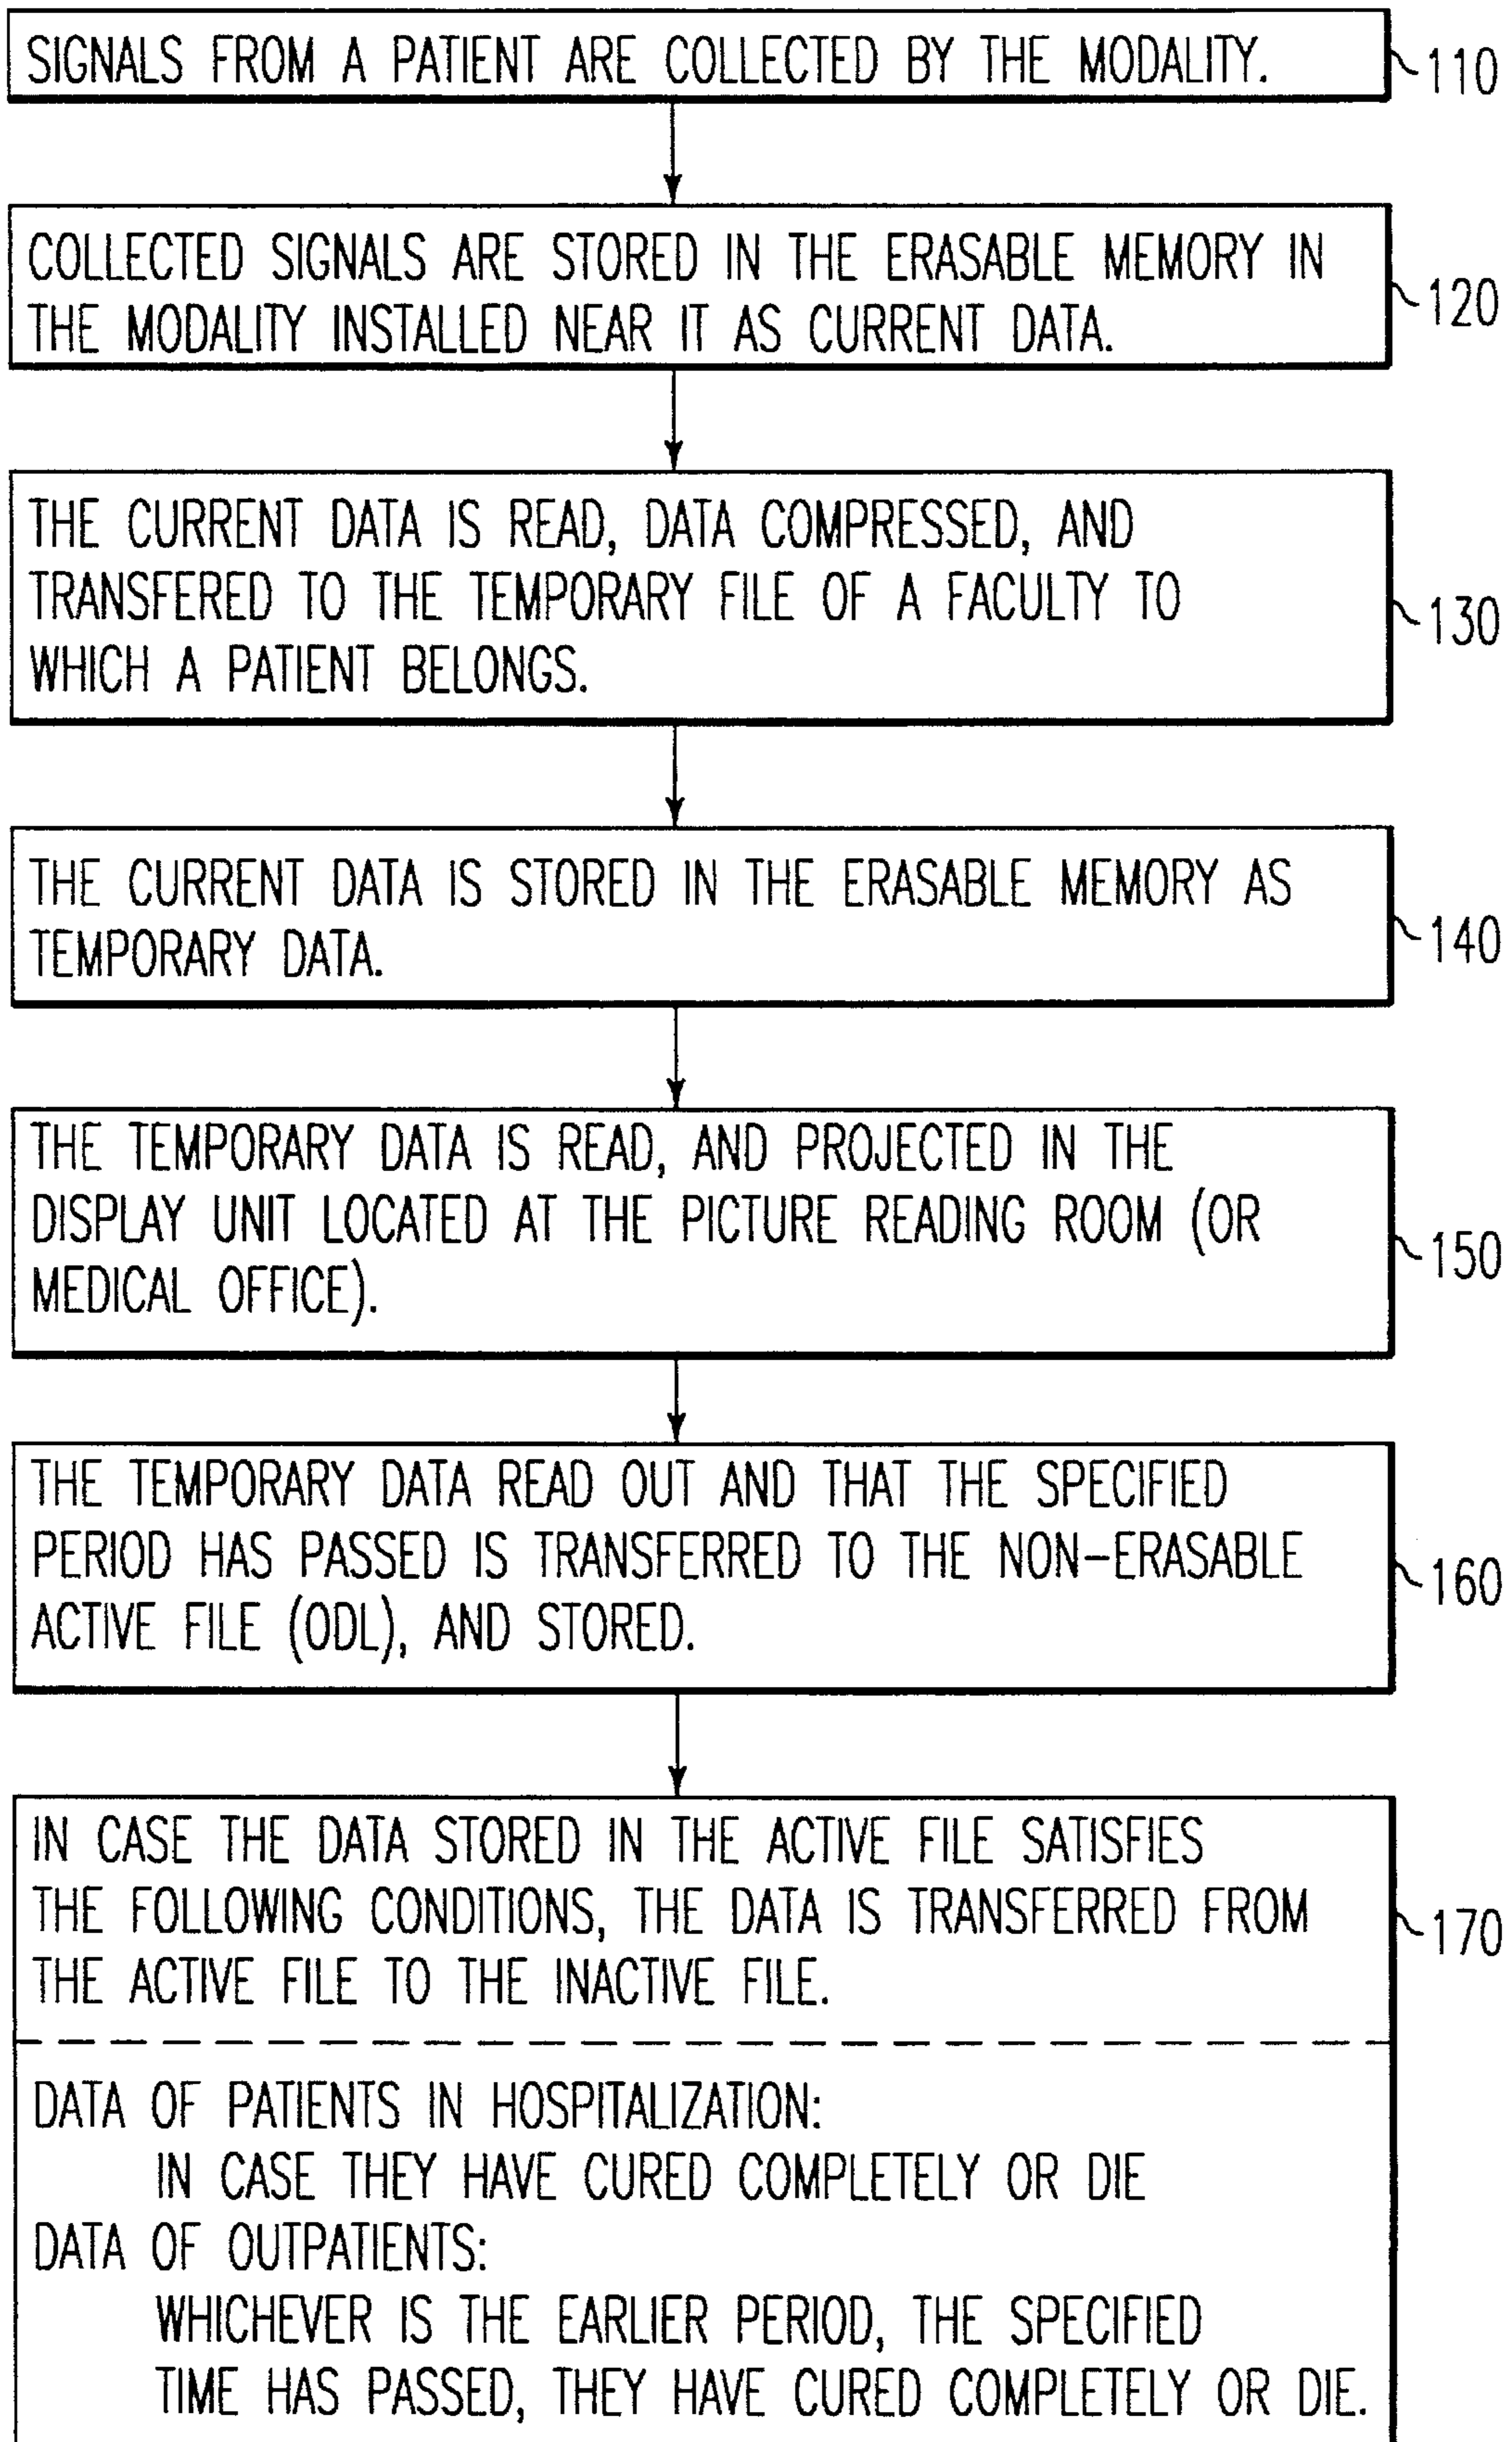 SIGNALS FROM A PATIENT ARE COLLECTED BY THE MODALITY.
110
COLLECTED SIGNALS ARE STORED IN THE ERASABLE MEMORY IN
THE MODALITY INSTALLED NEAR IT AS CURRENT DATA.
120
THE CURRENT DATA IS READ, DATA COMPRESSED, AND
TRANSFERED TO THE TEMPORARY FILE OF A FACULTY TO
WHICH A PATIENT BELONGS.
130
THE CURRENT DATA IS STORED IN THE ERASABLE MEMORY AS
TEMPORARY DATA.
140
THE TEMPORARY DATA IS READ, AND PROJECTED IN THE
DISPLAY UNIT LOCATED AT THE PICTURE READING ROOM (OR
MEDICAL OFFICE).
150
THE TEMPORARY DATA READ OUT AND THAT THE SPECIFIED
PERIOD HAS PASSED IS TRANSFERRED TO THE NON-ERASABLE
ACTIVE FILE (ODL), AND STORED.
160
IN CASE THE DATA STORED IN THE ACTIVE FILE SATISFIES
THE FOLLOWING CONDITIONS, THE DATA IS TRANSFERRED FROM
THE ACTIVE FILE TO THE INACTIVE FILE.
170
DATA OF PATIENTS IN HOSPITALIZATION:
IN CASE THEY HAVE CURED COMPLETELY OR DIE
DATA OF OUTPATIENTS:
WHICHEVER IS THE EARLIER PERIOD, THE SPECIFIED
TIME HAS PASSED, THEY HAVE CURED COMPLETELY OR DIE.